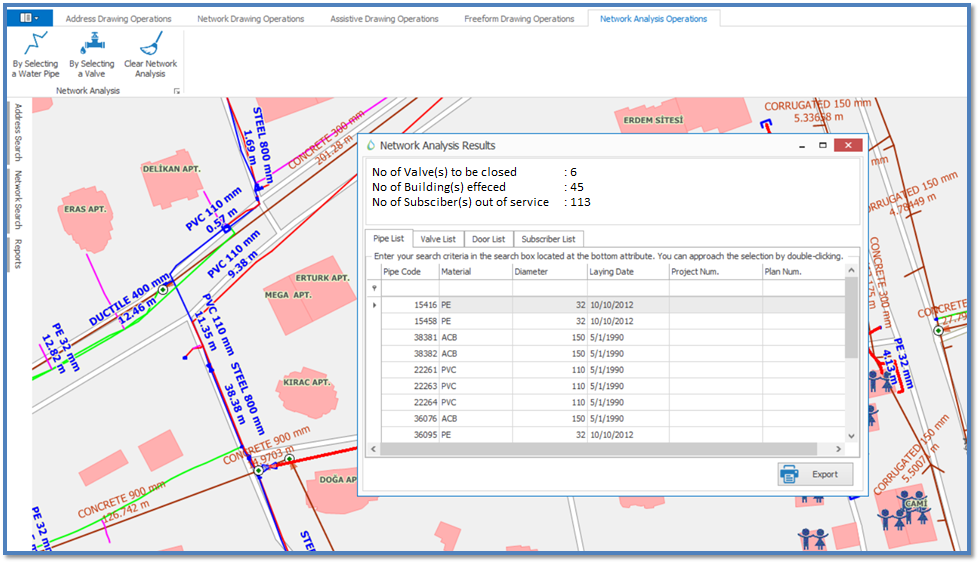 Address Drawing Operations
Network Drawing Operations
Assistive Drawing Operations
Freeform Drawing Operations
Network Analysis Operations
By Selecting
a Water Pipe
By Selecting
a Valve
Clear Network
Analysis
Network Analysis
Address Search
Network Search
Reports
STEEL 800 mm
1.69 m
CONCRETE 300 mm
201.28 m
ERDEM SİTESİ
CORRUGATED 150 mm
5.33658 m
DELİKAN APT.
ERAS APT.
PVC 110 mm
0.57 m
PVC 110 mm
9.38 m
ERTURK APT.
MEGA APT.
DUCTILE 400 mm
12.46 m
PE 32 mm
12.82 m
PVC 110 mm
11.35 m
STEEL 800 mm
38.38 m
KIRAC APT.
CONCRETE 900 mm
.9703 m
DOĞA AP
CONCRETE 900 mm
126.742 m
PE 32 mm
STE
Network Analysis Results
No of Valve(s) to be closed : 6
No of Building(s) effeced : 45
No of Subsciber(s) out of service : 113
Pipe List Valve List Door List Subscriber List
Enter your search criteria in the search box located at the bottom attribute. You can approach the selection by double-clicking.
Pipe Code Material Diameter Laying Date Project Num. Plan Num.
15416 PE 32 10/10/2012
15458 PE 32 10/10/2012
38381 ACB 150 5/1/1990
38382 ACB 150 5/1/1990
22261 PVC 110 5/1/1990
22263 PVC 110 5/1/1990
22264 PVC 110 5/1/1990
36076 ACB 150 5/1/1990
36095 PE 32 10/10/2012
Export
mm
m
RRUGATED 150 mm
4.78449 m
CONCRETE 300 mm
.175 m
CONCRETE
27.79
PE 32 mm
4.13 m
CORRUGATED 150 mm
5.5007 m
CAMİ